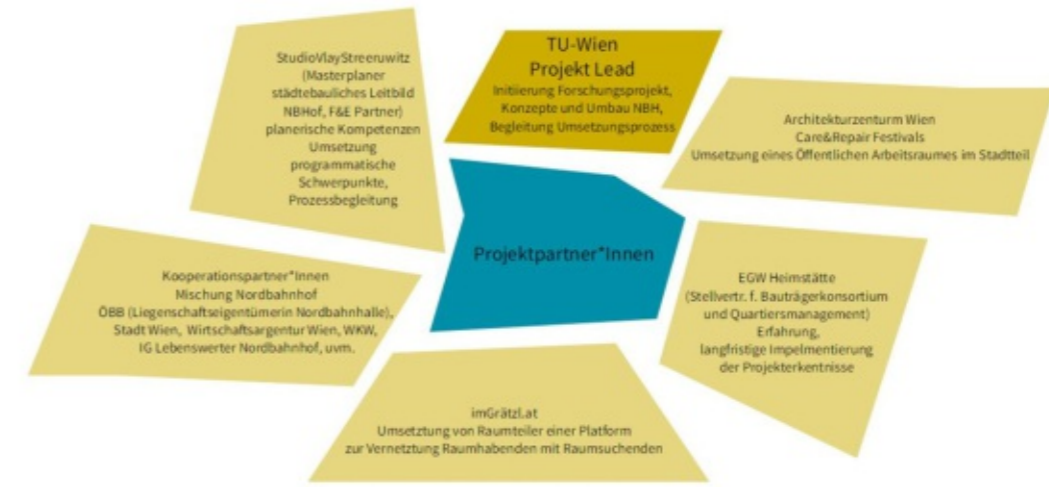 StudioVlayStreeruwitz
(Masterplaner
städtebauliches Leitbild
NBHof, F&E Partner)
planerische Kompetenzen
Umsetzung
programmatische
Schwerpunkte,
Prozessbegleitung
TU-Wien
Projekt Lead
Initiierung Forschungsprojekt,
Konzepte und Umbau NBH,
Begleitung Umsetzungsprozess
Architekturzenturm Wien
Care&Repair Festivals
Umsetzung eines Öffentlichen Arbeitsraumes im Stadtteil
Projektpartner*Innen
Kooperationspartner*Innen
Mischung Nordbahnhof
ÖBB (Liegenschaftseigentümerin Nordbahnhalle),
Stadt Wien, Wirtschaftsargentur Wien, WKW,
IG Lebenswerter Nordbahnhof, uvm.
EGW Heimstätte
(Stellvertr. f. Bauträgerkonsortium
und Quartiersmanagement)
Erfahrung,
langfristige Impelmentierung
der Projekterkentnisse
imGrätzl.at
Umsetztung von Raumteiler einer Platform
zur Vernetztung Raumhabenden mit Raumsuchenden